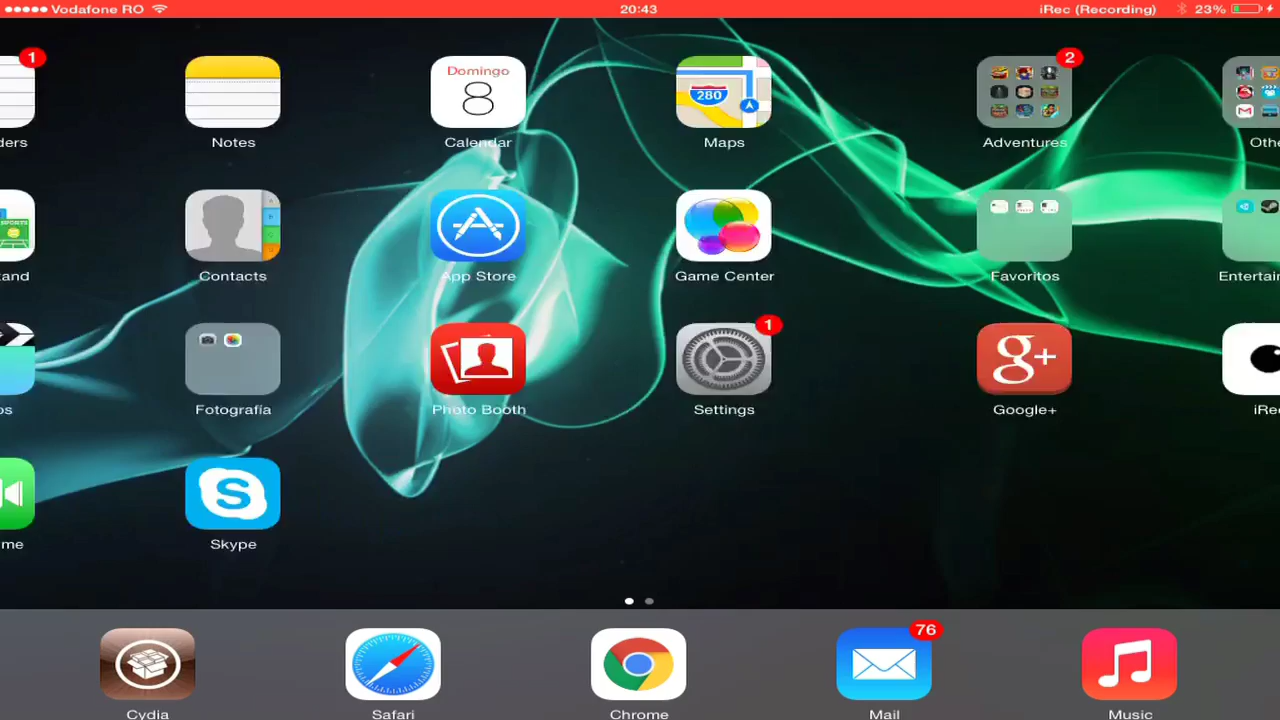 Vodafone RO 20:43 iRec (Recording) 23%
1 Domingo 8 280 2
ders Notes Calendar Maps Adventures Othe
SPORTS
and Contacts App Store Game Center Favoritos Entertain
1 g+
os Fotografía Photo Booth Settings Google+ iRec
S
me Skype
76
Cydia Safari Chrome Mail Music